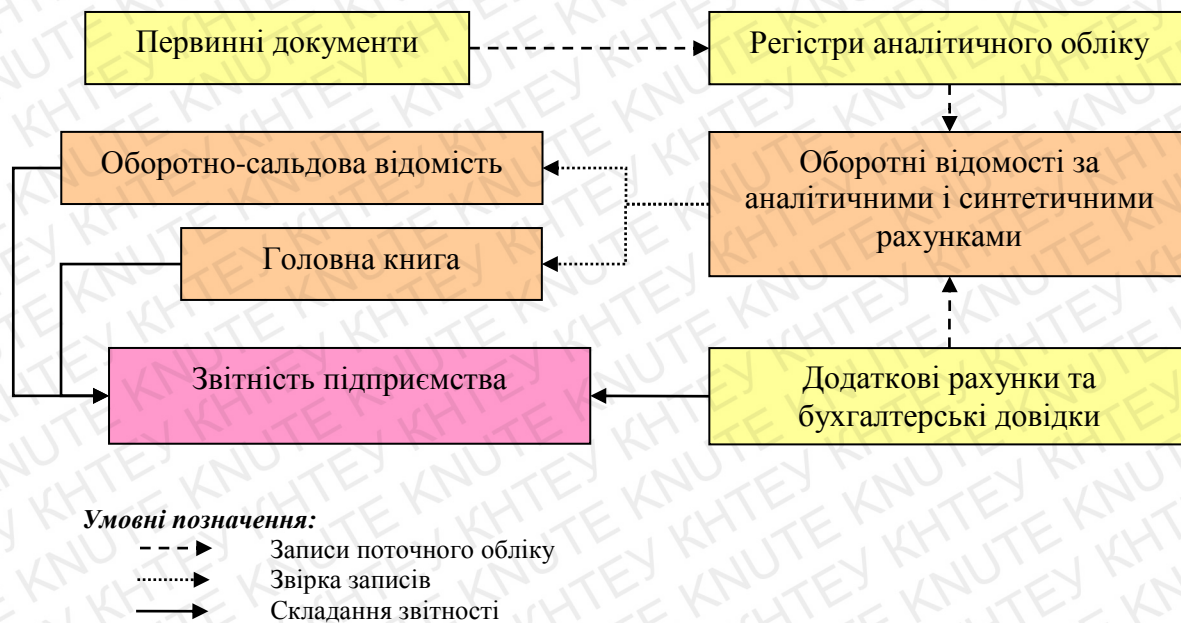 Первинні документи
Регістри аналітичного обліку
Оборотно-сальдова відомість
Оборотні відомості за
аналітичними і синтетичними
рахунками
Головна книга
Звітність підприємства
Додаткові рахунки та
бухгалтерські довідки
Умовні позначення:
Записи поточного обліку
Звірка записів
Складання звітності